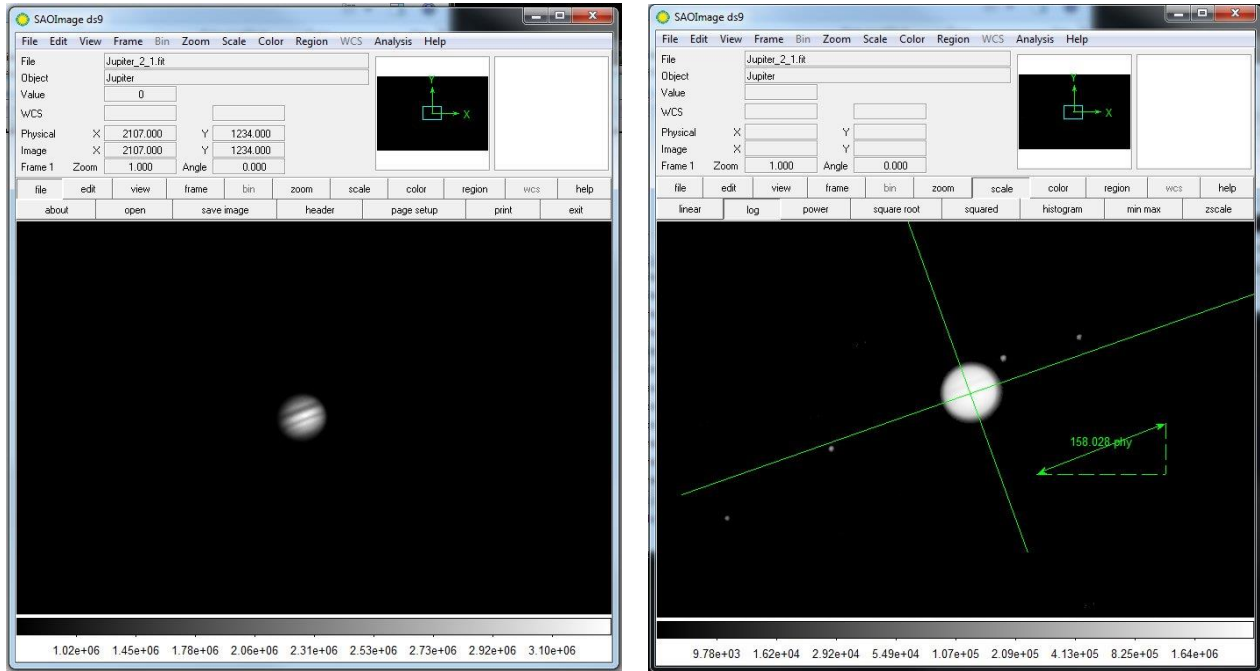 SAOImage ds9
File Edit View Frame Bin Zoom Scale Color Region WCS Analysis Help
File Jupiter_2_1.fit
Object Jupiter
Value 0
WCS
Physical X 2107.000 Y 1234.000
Image X 2107.000 Y 1234.000
Frame 1 Zoom 1.000 Angle 0.000
Y
X
file edit view frame bin zoom scale color region wcs help
about open save image header page setup print exit
1.02e+06 1.45e+06 1.78e+06 2.06e+06 2.31e+06 2.53e+06 2.73e+06 2.92e+06 3.10e+06
SAOImage ds9
File Edit View Frame Bin Zoom Scale Color Region WCS Analysis Help
File Jupiter_2_1.fit
Object Jupiter
Value
WCS
Physical X Y
Image X Y
Frame 1 Zoom 1.000 Angle 0.000
Y
X
file edit view frame bin zoom scale color region wcs help
linear log power square root squared histogram min max zscale
158.028 phy
9.78e+03 1.62e+04 2.92e+04 5.49e+04 1.07e+05 2.09e+05 4.13e+05 8.25e+05 1.64e+06